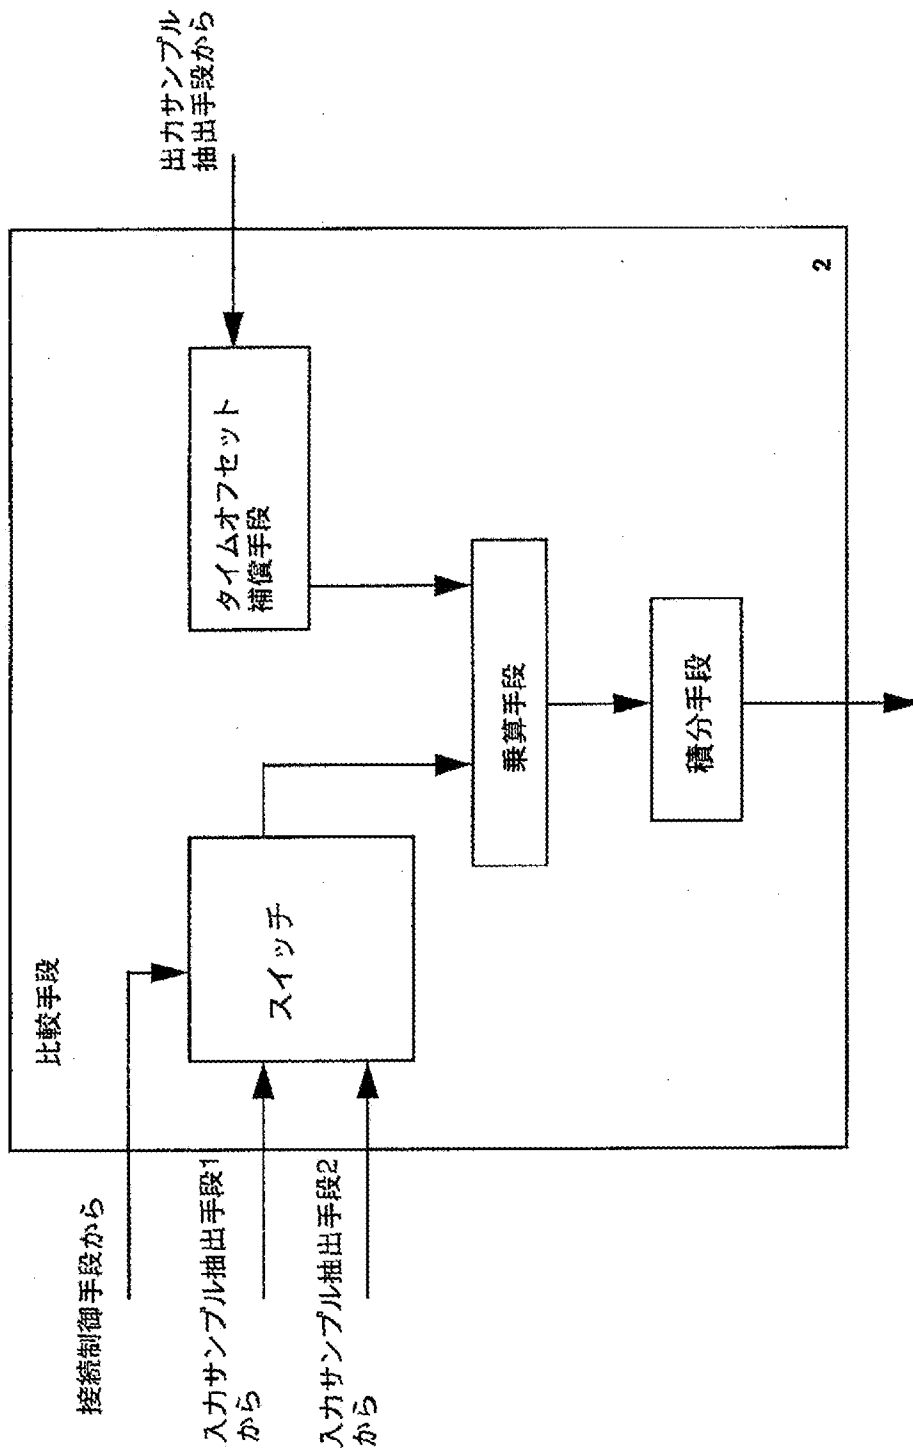 比較手段
接続制御手段から
入力サンプル抽出手段1
から
入力サンプル抽出手段2
から
スイッチ
タイムオフセット
補償手段
出力サンプル
抽出手段から
乗算手段
積分手段
2